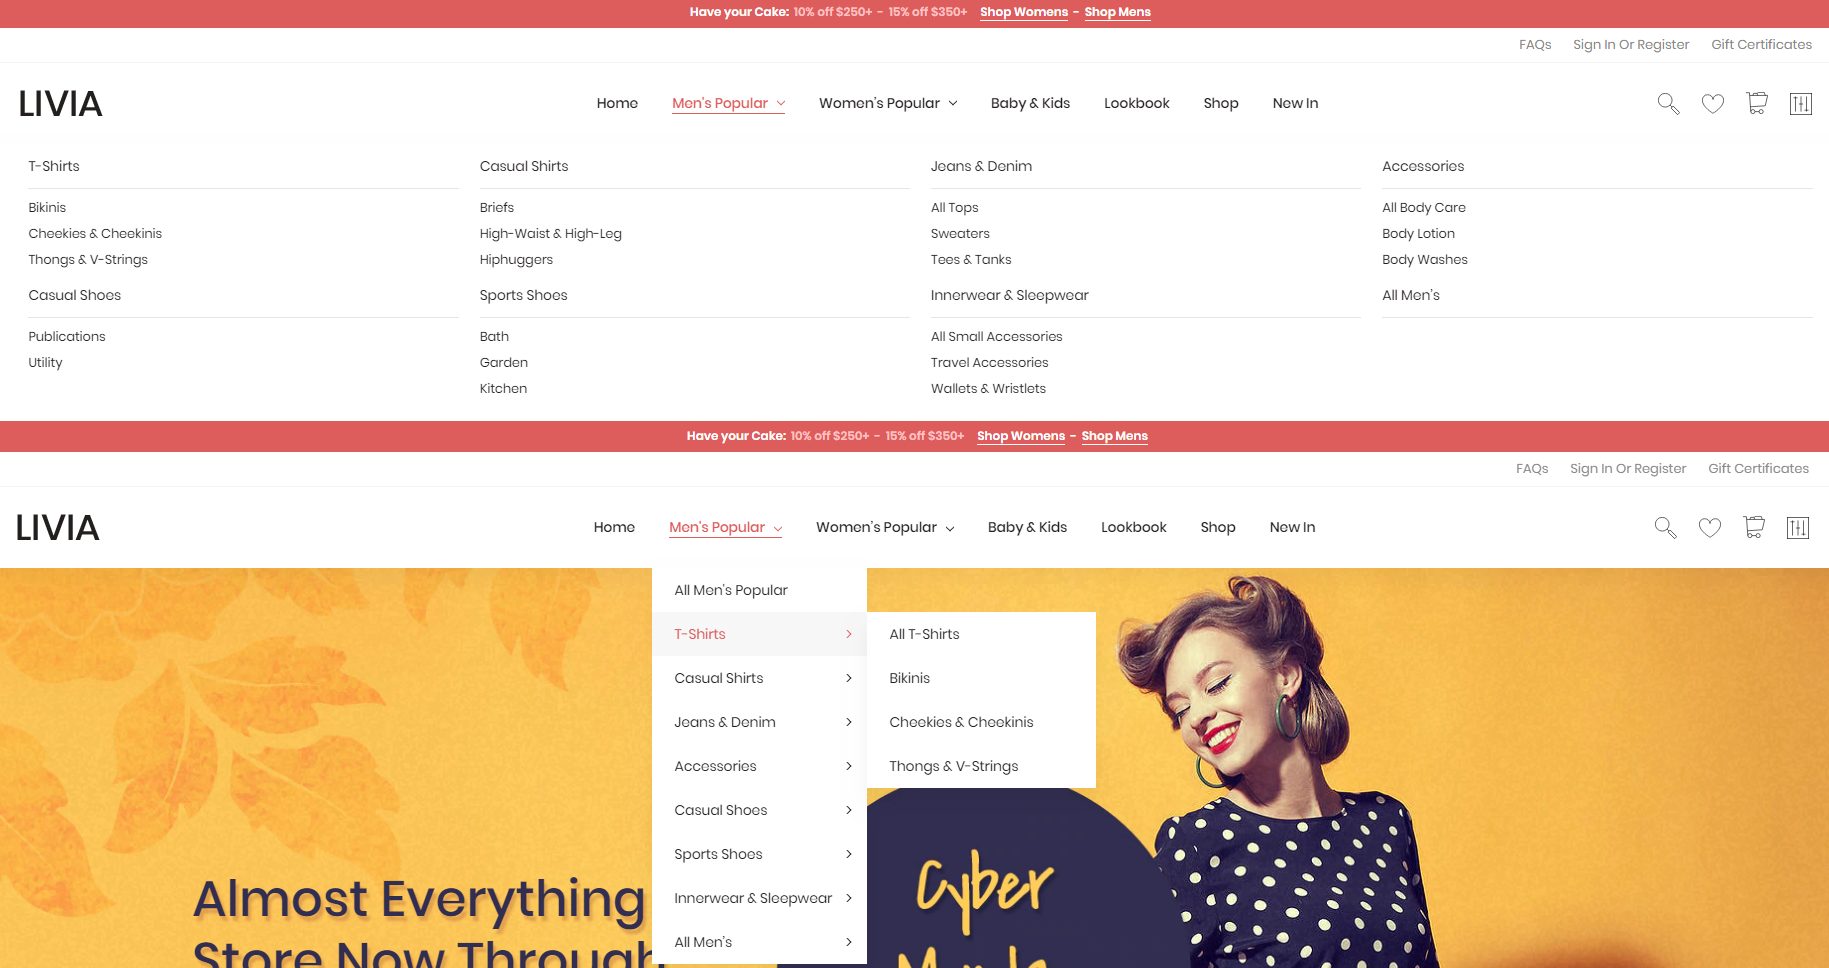 Have your Cake: 10% off $250+ - 15% off $350+ Shop Womens - Shop Mens
FAQs Sign In Or Register Gift Certificates
LIVIA Home Men's Popular Women's Popular Baby & Kids Lookbook Shop New In
T-Shirts Casual Shirts Jeans & Denim Accessories
Bikinis Briefs All Tops All Body Care
Cheekies & Cheekinis High-Waist & High-Leg Sweaters Body Lotion
Thongs & V-Strings Hiphuggers Tees & Tanks Body Washes
Casual Shoes Sports Shoes Innerwear & Sleepwear All Men's
Publications Bath All Small Accessories
Utility Garden Travel Accessories
Kitchen Wallets & Wristlets
Have your Cake: 10% off $250+ - 15% off $350+ Shop Womens - Shop Mens
FAQs Sign In Or Register Gift Certificates
LIVIA Home Men's Popular Women's Popular Baby & Kids Lookbook Shop New In
All Men's Popular
T-Shirts All T-Shirts
Casual Shirts Bikinis
Jeans & Denim Cheekies & Cheekinis
Accessories Thongs & V-Strings
Casual Shoes
Sports Shoes
Innerwear & Sleepwear
All Men's
Almost Everything
Store Now Through
Cyber